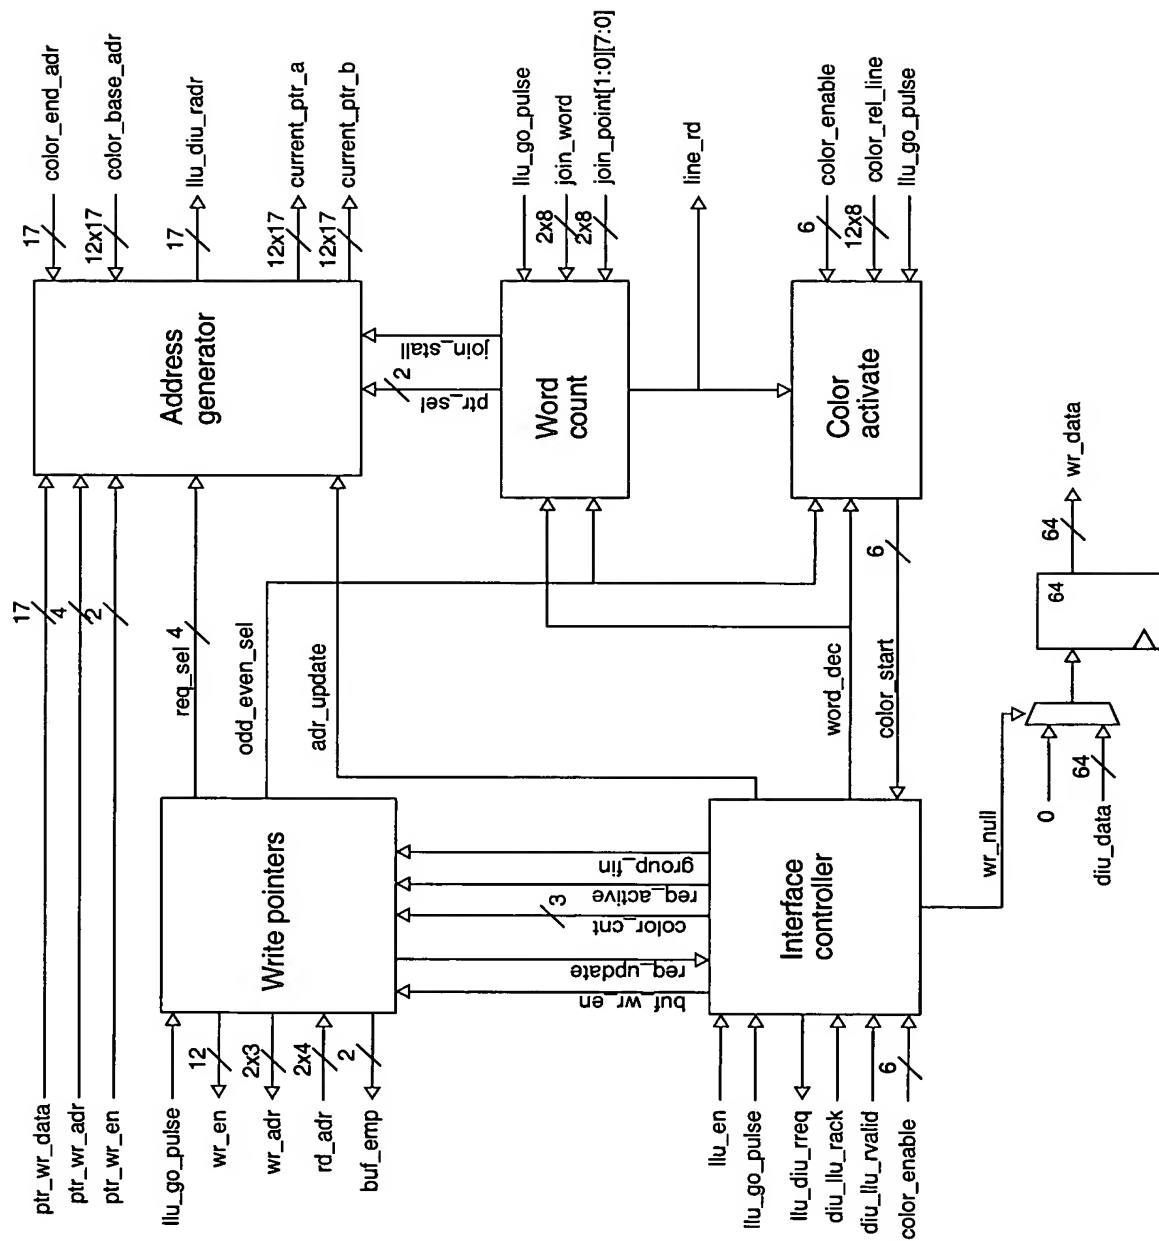 color_end_adr
17
color_base_adr
12x17
llu_diu_radr
17
current_ptr_a
12x17
current_ptr_b
12x17
Address
generator
ptr_wr_data
17
ptr_wr_adr
4
ptr_wr_en
2
req_sel
4
odd_even_sel
adr_update
join_stall
ptr_sel
2
llu_go_pulse
join_word
2x8
join_point[1:0][7:0]
2x8
Word
count
line_rd
color_enable
6
color_rel_line
12x8
llu_go_pulse
Color
activate
word_dec
color_start
6
Write pointers
llu_go_pulse
wr_en
12
wr_adr
2x3
rd_adr
2x4
buf_emp
2
group_fin
req_active
color_cnt
3
req_update
buf_wr_en
Interface
controller
llu_en
llu_go_pulse
llu_diu_rreq
diu_llu_rack
diu_llu_rvalid
color_enable
6
wr_null
0
diu_data
64
64
64
wr_data